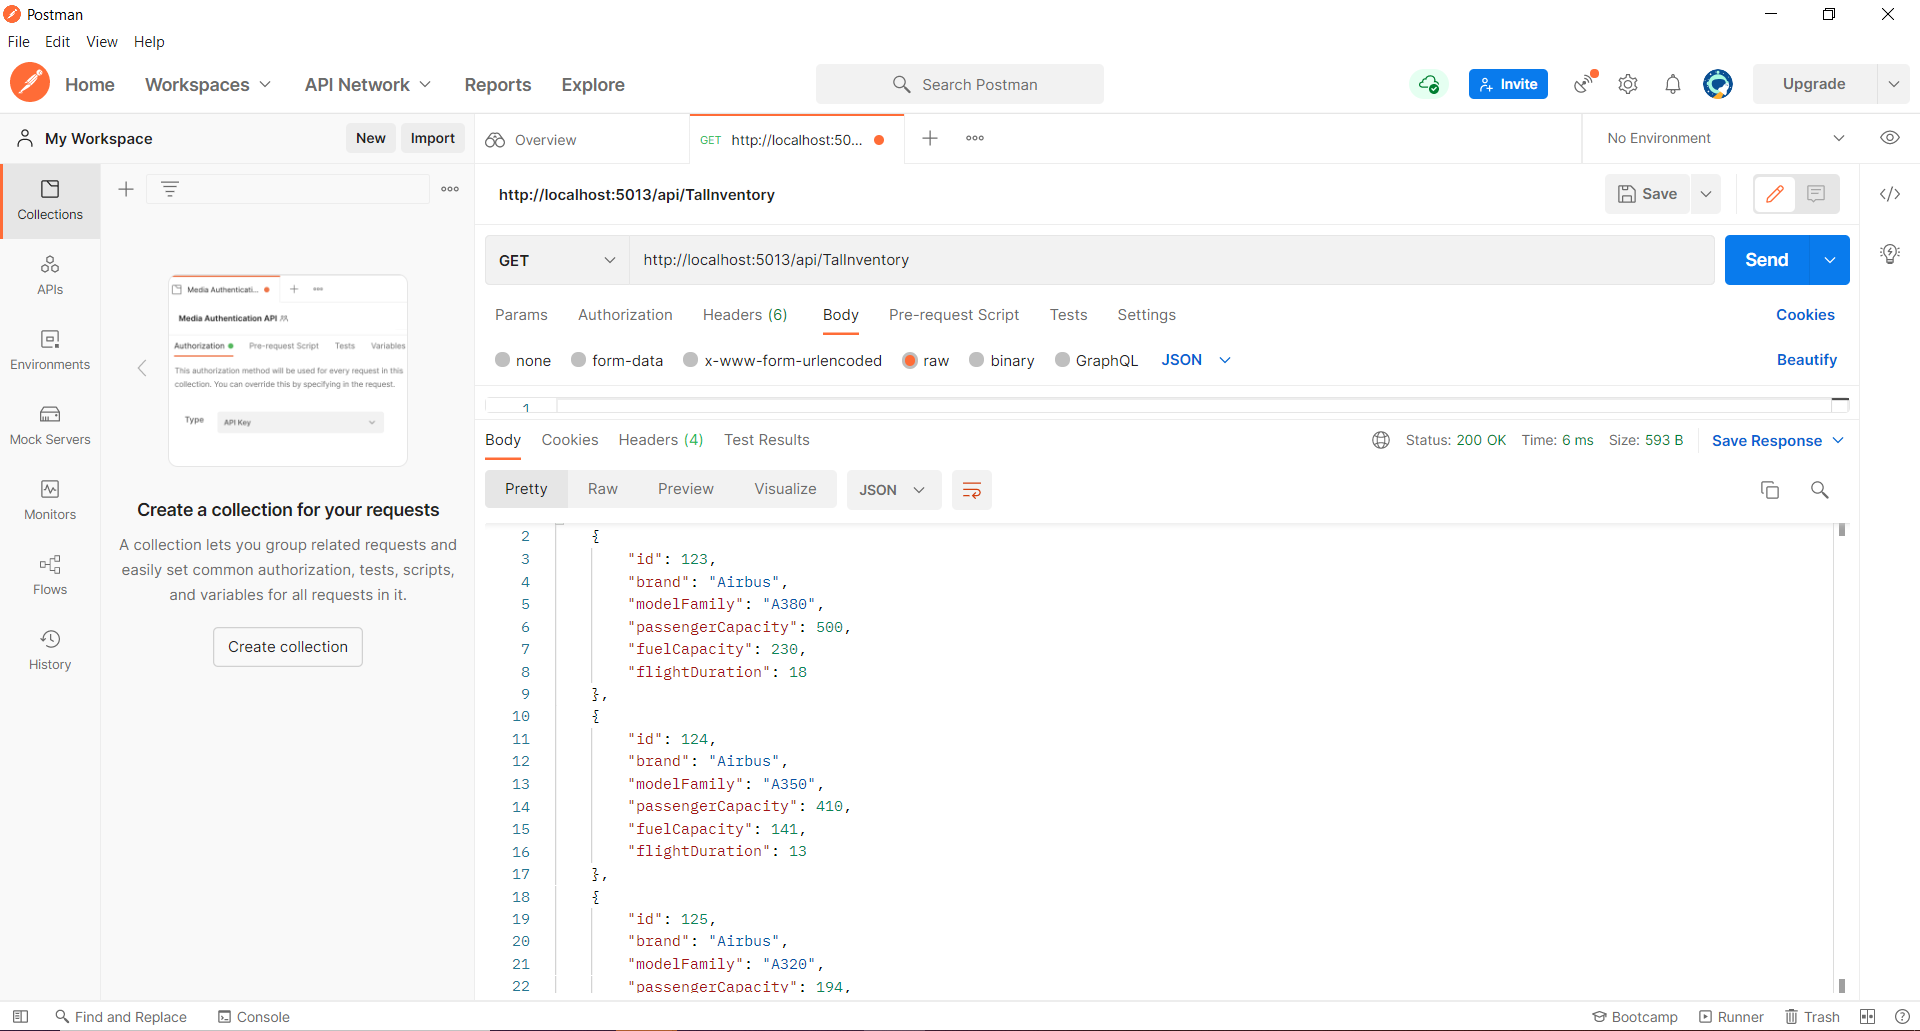 Postman
File Edit View Help
Home Workspaces API Network Reports Explore Search Postman Invite Upgrade
My Workspace New Import Overview GET http://localhost:50... No Environment
http://localhost:5013/api/TalInventory Save
Collections
APIs
Environments
Mock Servers
Monitors
Flows
History
Media Authenticati...
Media Authentication API
Authorization Pre-request Script Tests Variables
This authorization method will be used for every request in this
collection. You can override this by specifying in the request.
Type API Key
Create a collection for your requests
A collection lets you group related requests and
easily set common authorization, tests, scripts,
and variables for all requests in it.
Create collection
GET http://localhost:5013/api/TalInventory Send
Params Authorization Headers (6) Body Pre-request Script Tests Settings Cookies
none form-data x-www-form-urlencoded raw binary GraphQL JSON Beautify
1
Body Cookies Headers (4) Test Results Status: 200 OK Time: 6 ms Size: 593 B Save Response
Pretty Raw Preview Visualize JSON
2 {
3 "id": 123,
4 "brand": "Airbus",
5 "modelFamily": "A380",
6 "passengerCapacity": 500,
7 "fuelCapacity": 230,
8 "flightDuration": 18
9 },
10 {
11 "id": 124,
12 "brand": "Airbus",
13 "modelFamily": "A350",
14 "passengerCapacity": 410,
15 "fuelCapacity": 141,
16 "flightDuration": 13
17 },
18 {
19 "id": 125,
20 "brand": "Airbus",
21 "modelFamily": "A320",
22 "passengerCapacity": 194,
Find and Replace Console Bootcamp Runner Trash